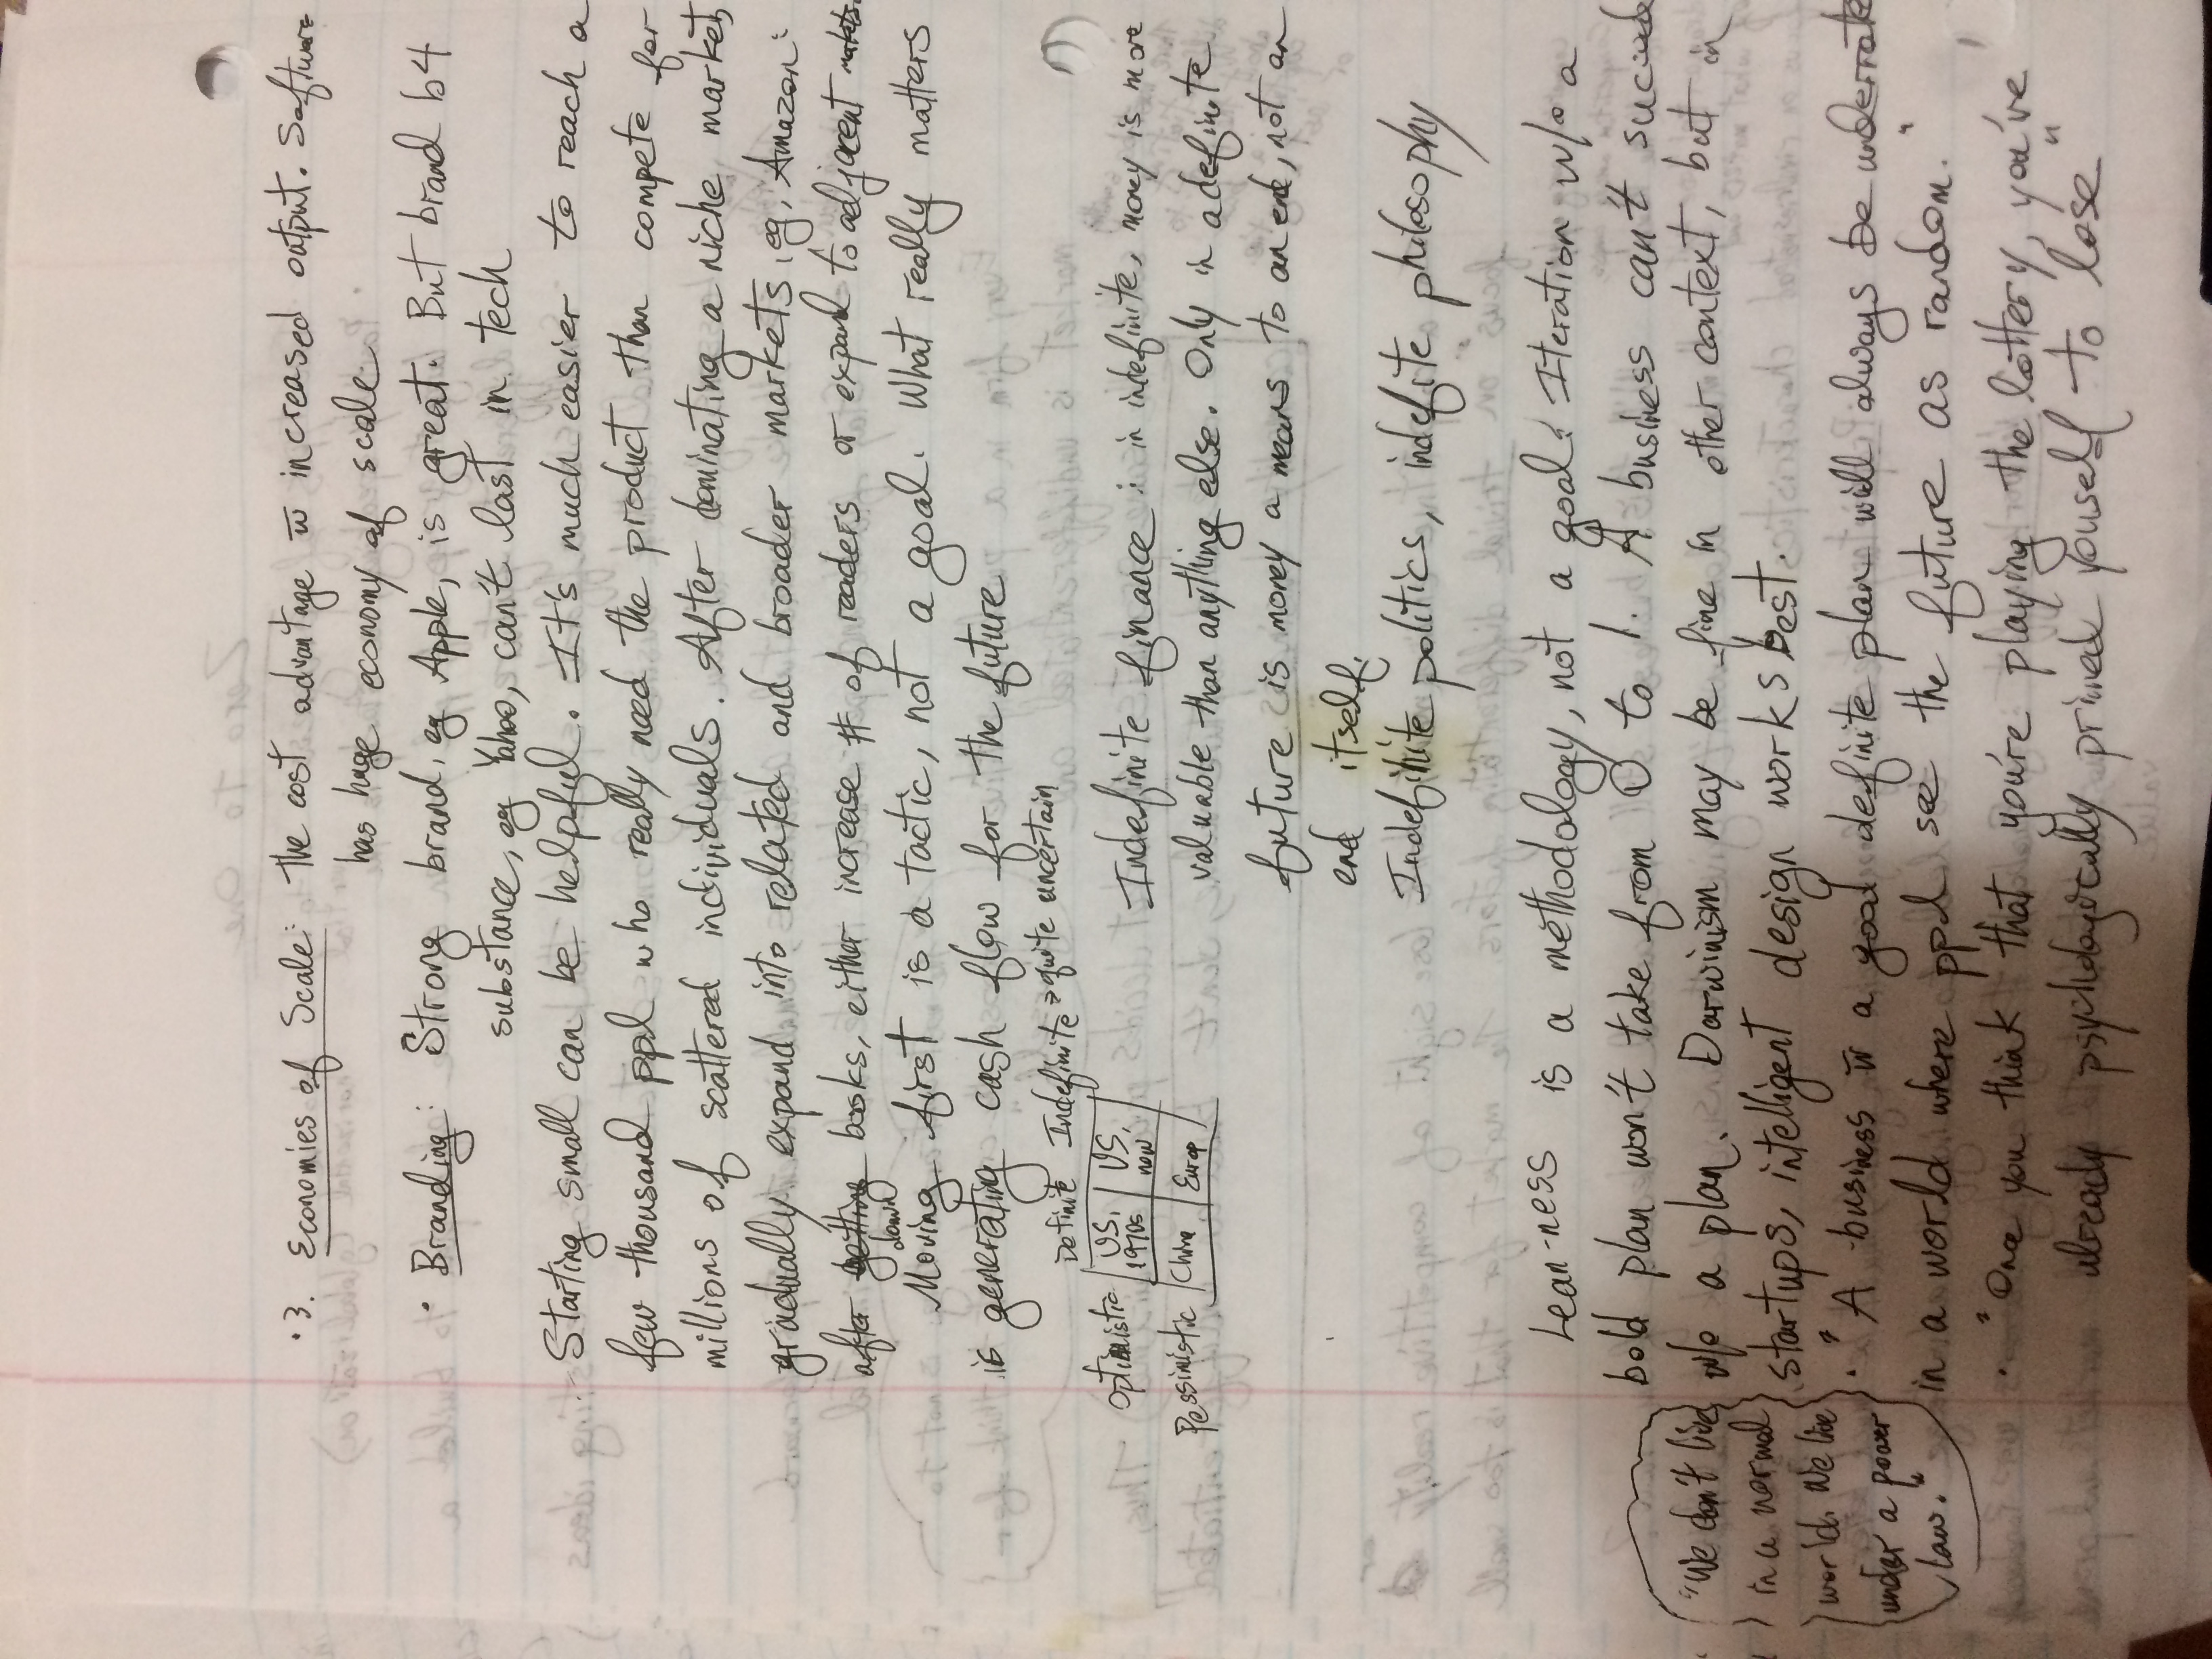 · 3. Economies of Scale: The cost advantage w̅ increased output. Software
has huge economy of scale.
· Branding: Strong brand, eg Apple, is great. But brand b4
substance, eg Yahoo, can't last in tech
- Starting small can be helpful. It's much easier to reach a
few thousand ppl who really need the product than compete for
millions of scattered individuals. After dominating a niche market,
gradually expand into related and broader markets, eg, Amazon:
after getting books, either increase # of readers or expand to adjacent markets.
down
Moving first is a tactic, not a goal. What really matters
is generating cash flow for the future
Definite Indefinite → quite uncertain
Optimistic US, 1970s US, now
Pessimistic China Europ
Indefinite finance: in indefinite, money is more
valuable than anything else. Only in a definite
future is money a means to an end, not an
end itself.
Indefinite politics, indefite philosophy
Lean-ness is a methodology, not a goal. Iteration w/o a
bold plan won't take from 0 to 1. A business can't succeed
w/o a plan. Darwinism may be fine in other context, but in
startups, intelligent design works best.
"We don't live
in a normal
world. We live
under a power
law."
· "A business w̅ a good definite plan will always be underrate
in a world where ppl see the future as random."
· "Once you think that you're playing the lottery, you've
already psychologically primed youself to lose"
Zero to One